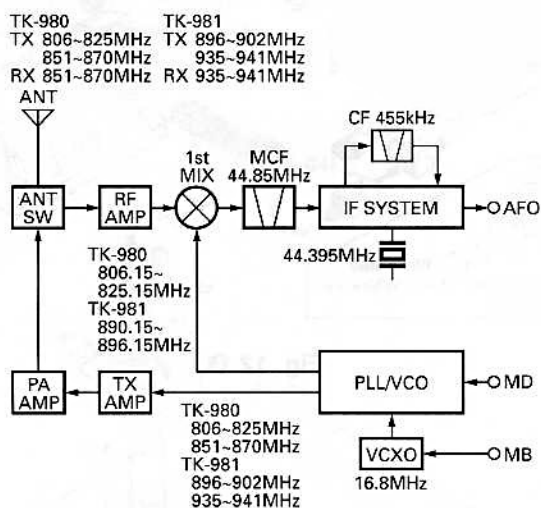 TK-980
TX 806~825MHz
851~870MHz
RX 851~870MHz
TK-981
TX 896~902MHz
935~941MHz
RX 935~941MHz
ANT
CF 455kHz
1st
MIX
MCF
44.85MHz
ANT
SW
RF
AMP
IF SYSTEM
AFO
44.395MHz
TK-980
806.15~
825.15MHz
TK-981
890.15~
896.15MHz
PA
AMP
TX
AMP
PLL/VCO
MD
TK-980
806~825MHz
851~870MHz
TK-981
896~902MHz
935~941MHz
VCXO
16.8MHz
MB